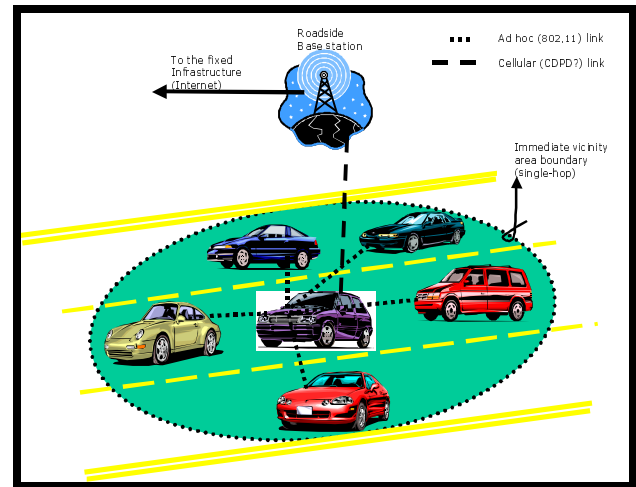 Roadside
Base station
To the fixed
Infrastructure
(Internet)
Ad hoc (802.11) link
Cellular (CDPD?) link
Immediate vicinity
area boundary
(single-hop)